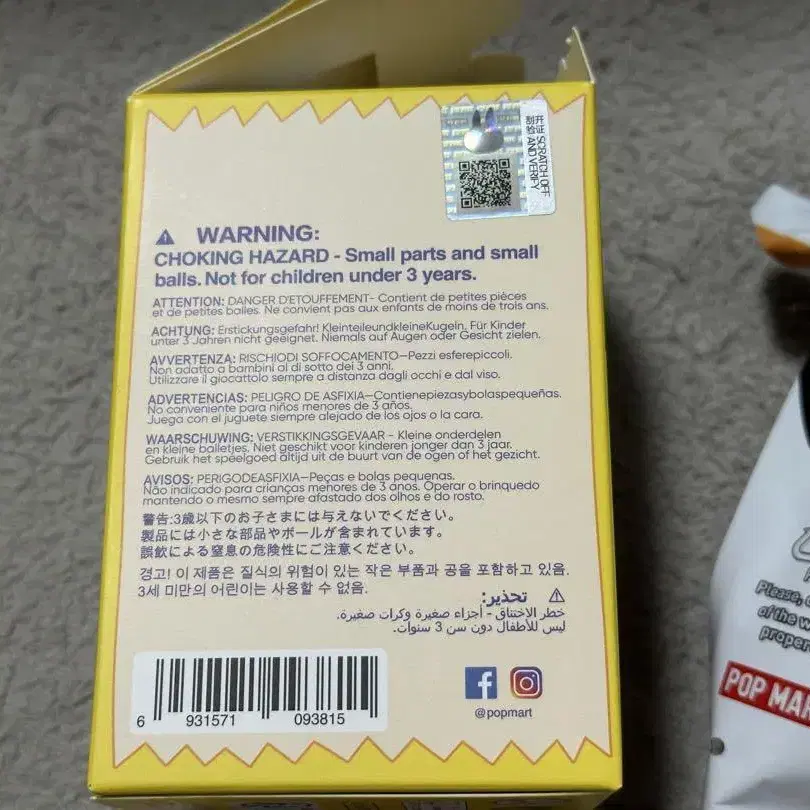 共证 SCRATCH OFF
刮验 AND VERIFY
WARNING:
CHOKING HAZARD - Small parts and small
balls. Not for children under 3 years.
ATTENTION: DANGER D'ETOUFFEMENT- Contient de petites pièces
et de petites balles. Ne convient pas aux enfants de moins de trois ans.
ACHTUNG: Erstickungsgefahr! KleinteileundkleineKugeln. Für Kinder
unter 3 Jahren nicht geeignet. Niemals auf Augen oder Gesicht zielen.
AVVERTENZA: RISCHIODI SOFFOCAMENTO—Pezzi esferepiccoli.
Non adatto a bambini al di sotto dei 3 anni.
Utilizzare il giocattolo sempre a distanza dagli occhi e dal viso.
ADVERTENCIAS: PELIGRO DE ASFIXIA—Contienepiezasybolaspequeñas.
No conveniente para niños menores de 3 años.
Juega con el juguete siempre alejado de los ojos o la cara.
WAARSCHUWING: VERSTIKKINGSGEVAAR - Kleine onderdelen
en kleine balletjes. Niet geschikt voor kinderen jonger dan 3 jaar.
Gebruik het speelgoed altijd uit de buurt van de ogen of het gezicht.
AVISOS: PERIGODEASFIXIA—Peças e bolas pequenas.
Não indicado para crianças menores de 3 anos. Operar o brinquedo
mantendo o mesmo sempre afastado dos olhos e do rosto.
警告:3歳以下のお子さまには与えないでください。
製品には小さな部品やボールが含まれています。
誤飲による窒息の危険性にご注意ください。
경고! 이 제품은 질식의 위험이 있는 작은 부품과 공을 포함하고 있음.
3세 미만의 어린이는 사용할 수 없음.
تحذير:
خطر الاختناق - أجزاء صغيرة وكرات صغيرة.
ليس للأطفال دون سن 3 سنوات.
6 931571 093815
@popmart
Please,
of the w
proper
POP MAR